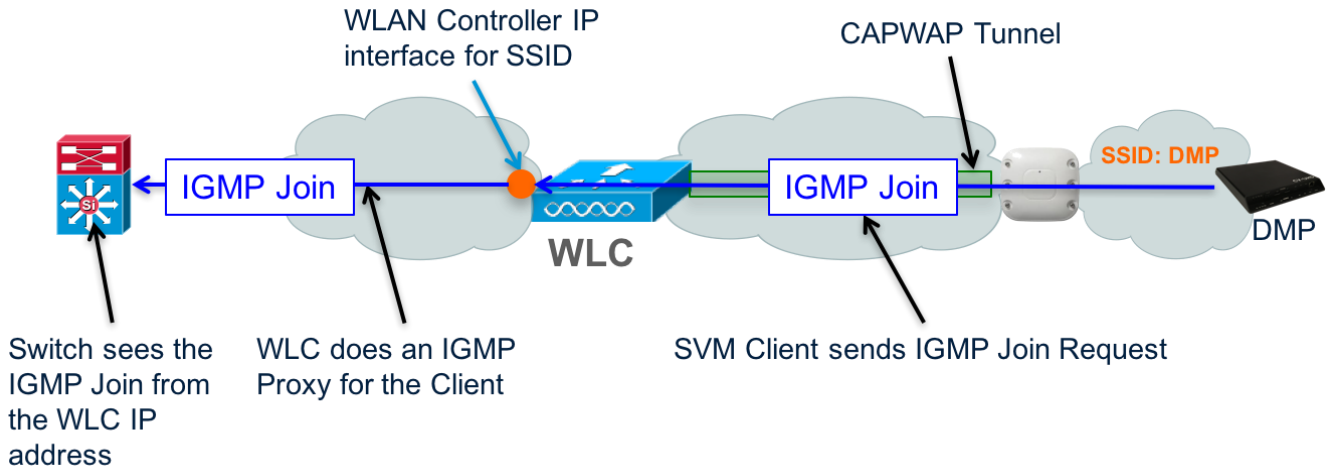 WLAN Controller IP
interface for SSID
CAPWAP Tunnel
SSID: DMP
IGMP Join
IGMP Join
Si
WLC
DMP
Switch sees the
IGMP Join from
the WLC IP
address
WLC does an IGMP
Proxy for the Client
SVM Client sends IGMP Join Request